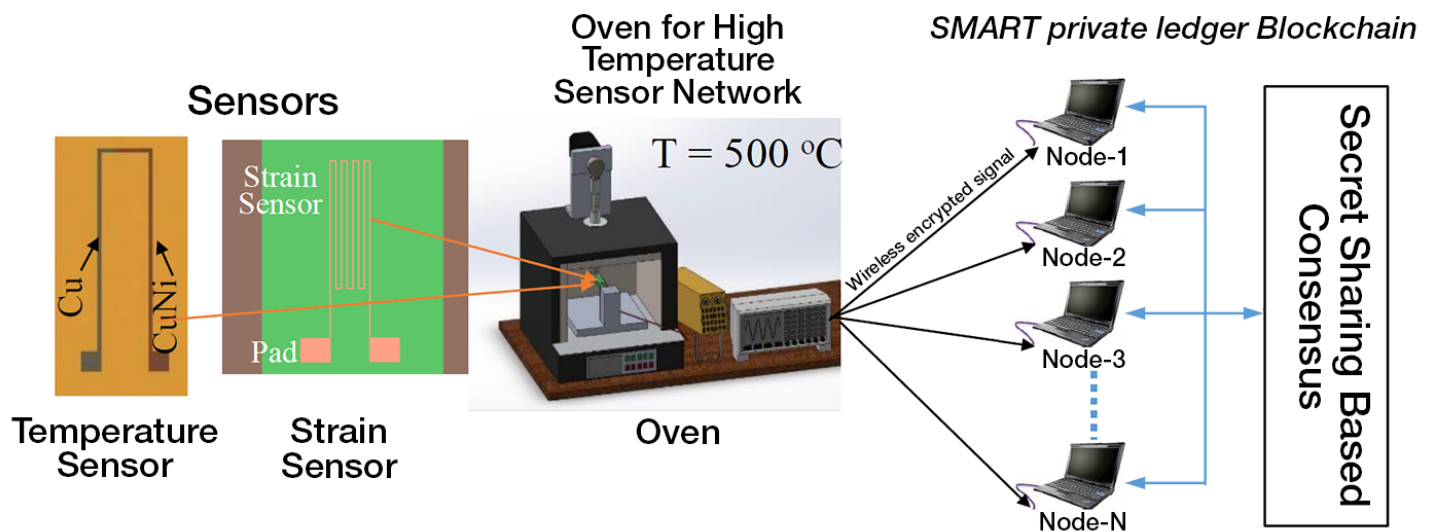 Sensors
Cu
CuNi
Temperature
Sensor
Strain
Sensor
Pad
Strain
Sensor
Oven for High
Temperature
Sensor Network
T = 500 °C
Oven
SMART private ledger Blockchain
Wireless encrypted signal
Node-1
Node-2
Node-3
Node-N
Secret Sharing Based
Consensus